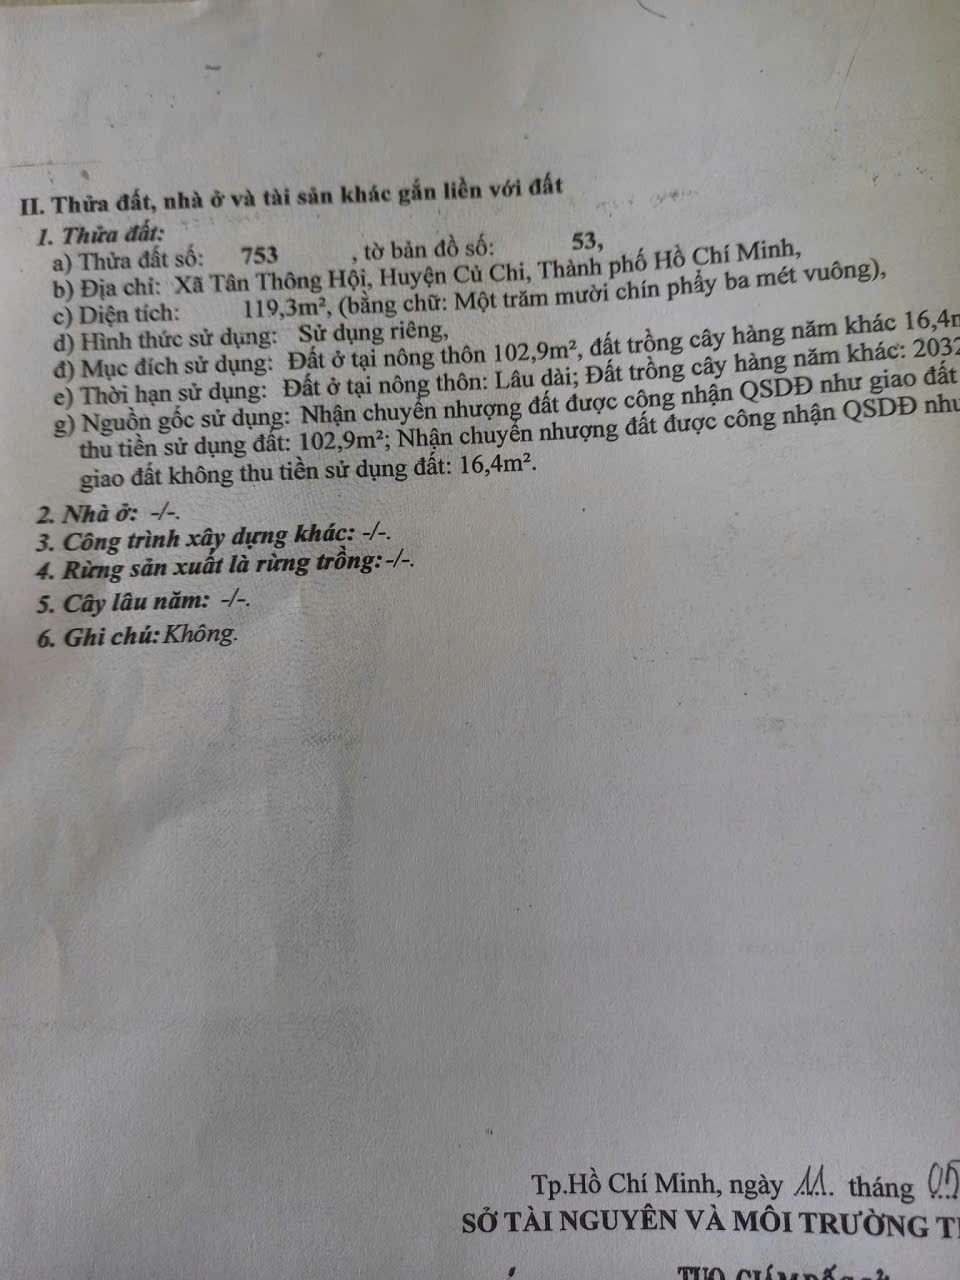 II. Thửa đất, nhà ở và tài sản khác gắn liền với đất
1. Thửa đất:
a) Thửa đất số: 753 , tờ bản đồ số: 53,
b) Địa chỉ: Xã Tân Thông Hội, Huyện Củ Chi, Thành phố Hồ Chí Minh,
c) Diện tích: 119,3m², (bằng chữ: Một trăm mười chín phẩy ba mét vuông),
d) Hình thức sử dụng: Sử dụng riêng,
đ) Mục đích sử dụng: Đất ở tại nông thôn 102,9m², đất trồng cây hàng năm khác 16,4m
e) Thời hạn sử dụng: Đất ở tại nông thôn: Lâu dài; Đất trồng cây hàng năm khác: 2032
g) Nguồn gốc sử dụng: Nhận chuyển nhượng đất được công nhận QSDĐ như giao đất
thu tiền sử dụng đất: 102,9m²; Nhận chuyển nhượng đất được công nhận QSDĐ như
giao đất không thu tiền sử dụng đất: 16,4m².
2. Nhà ở: -/-.
3. Công trình xây dựng khác: -/-.
4. Rừng sản xuất là rừng trồng: -/-.
5. Cây lâu năm: -/-.
6. Ghi chú: Không.
Tp.Hồ Chí Minh, ngày 11. tháng 05
SỞ TÀI NGUYÊN VÀ MÔI TRƯỜNG
TUQ. GIÁM ĐỐC